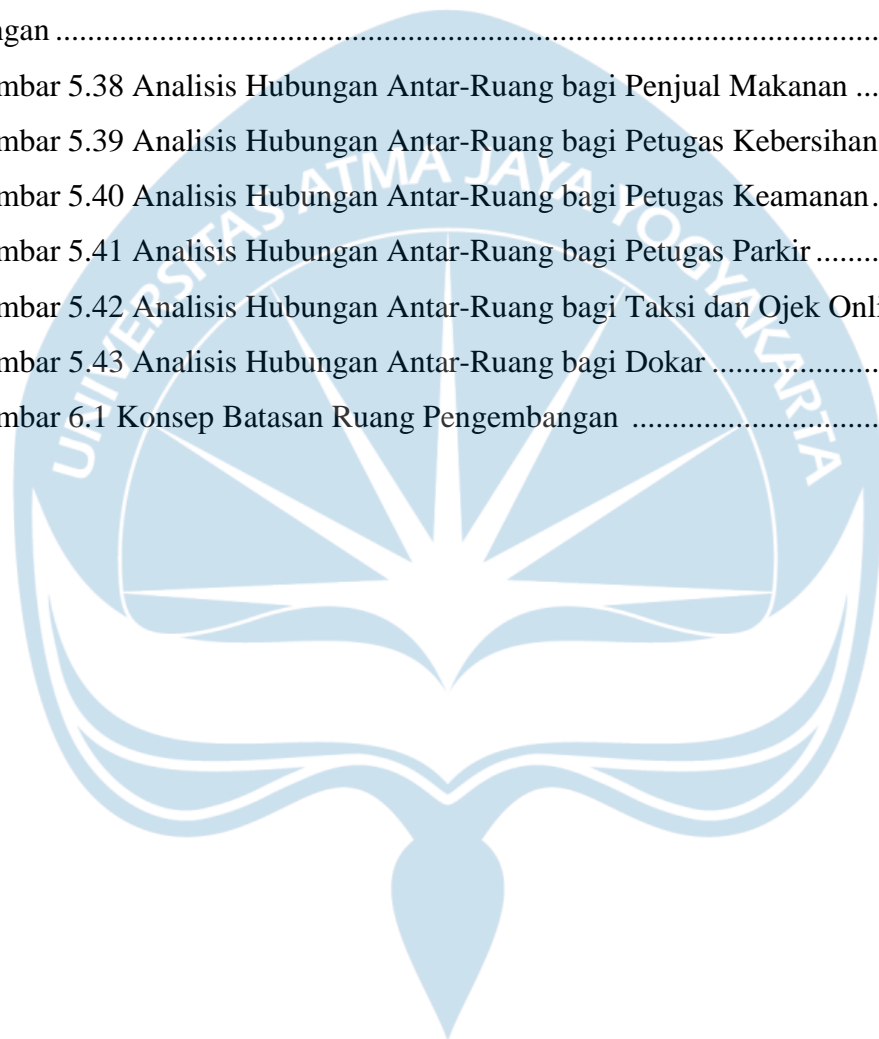 ngan ........................................................................................
mbar 5.38 Analisis Hubungan Antar-Ruang bagi Penjual Makanan ...
mbar 5.39 Analisis Hubungan Antar-Ruang bagi Petugas Kebersihan
mbar 5.40 Analisis Hubungan Antar-Ruang bagi Petugas Keamanan.
mbar 5.41 Analisis Hubungan Antar-Ruang bagi Petugas Parkir ........
mbar 5.42 Analisis Hubungan Antar-Ruang bagi Taksi dan Ojek Onli
mbar 5.43 Analisis Hubungan Antar-Ruang bagi Dokar .....................
mbar 6.1 Konsep Batasan Ruang Pengembangan ...............................
UNIVERSITAS ATMA JAYA YOGYAKARTA